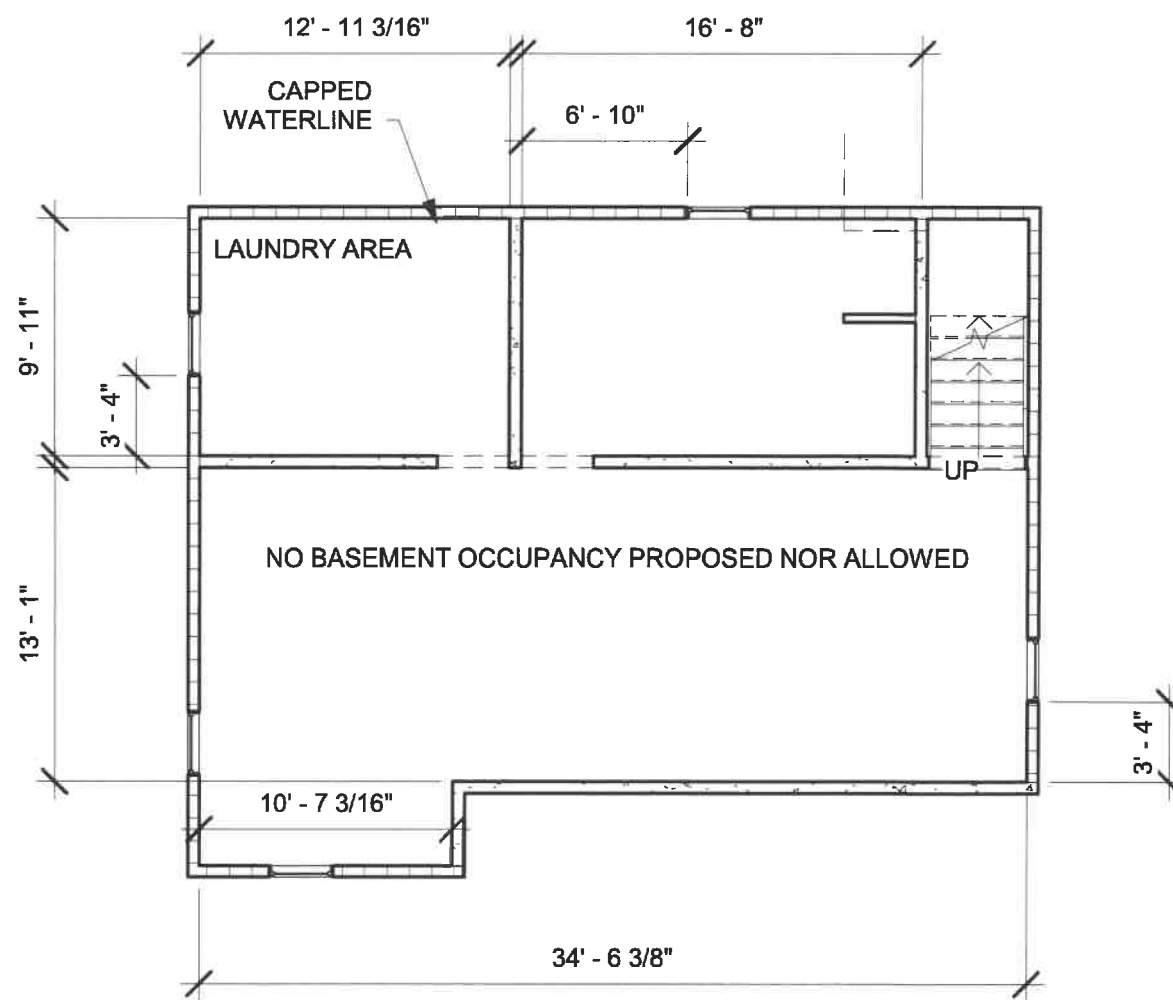 12' - 11 3/16"
16' - 8"
CAPPED
WATERLINE
6' - 10"
LAUNDRY AREA
9' - 11"
3' - 4"
UP
NO BASEMENT OCCUPANCY PROPOSED NOR ALLOWED
13' - 1"
3' - 4"
10' - 7 3/16"
34' - 6 3/8"